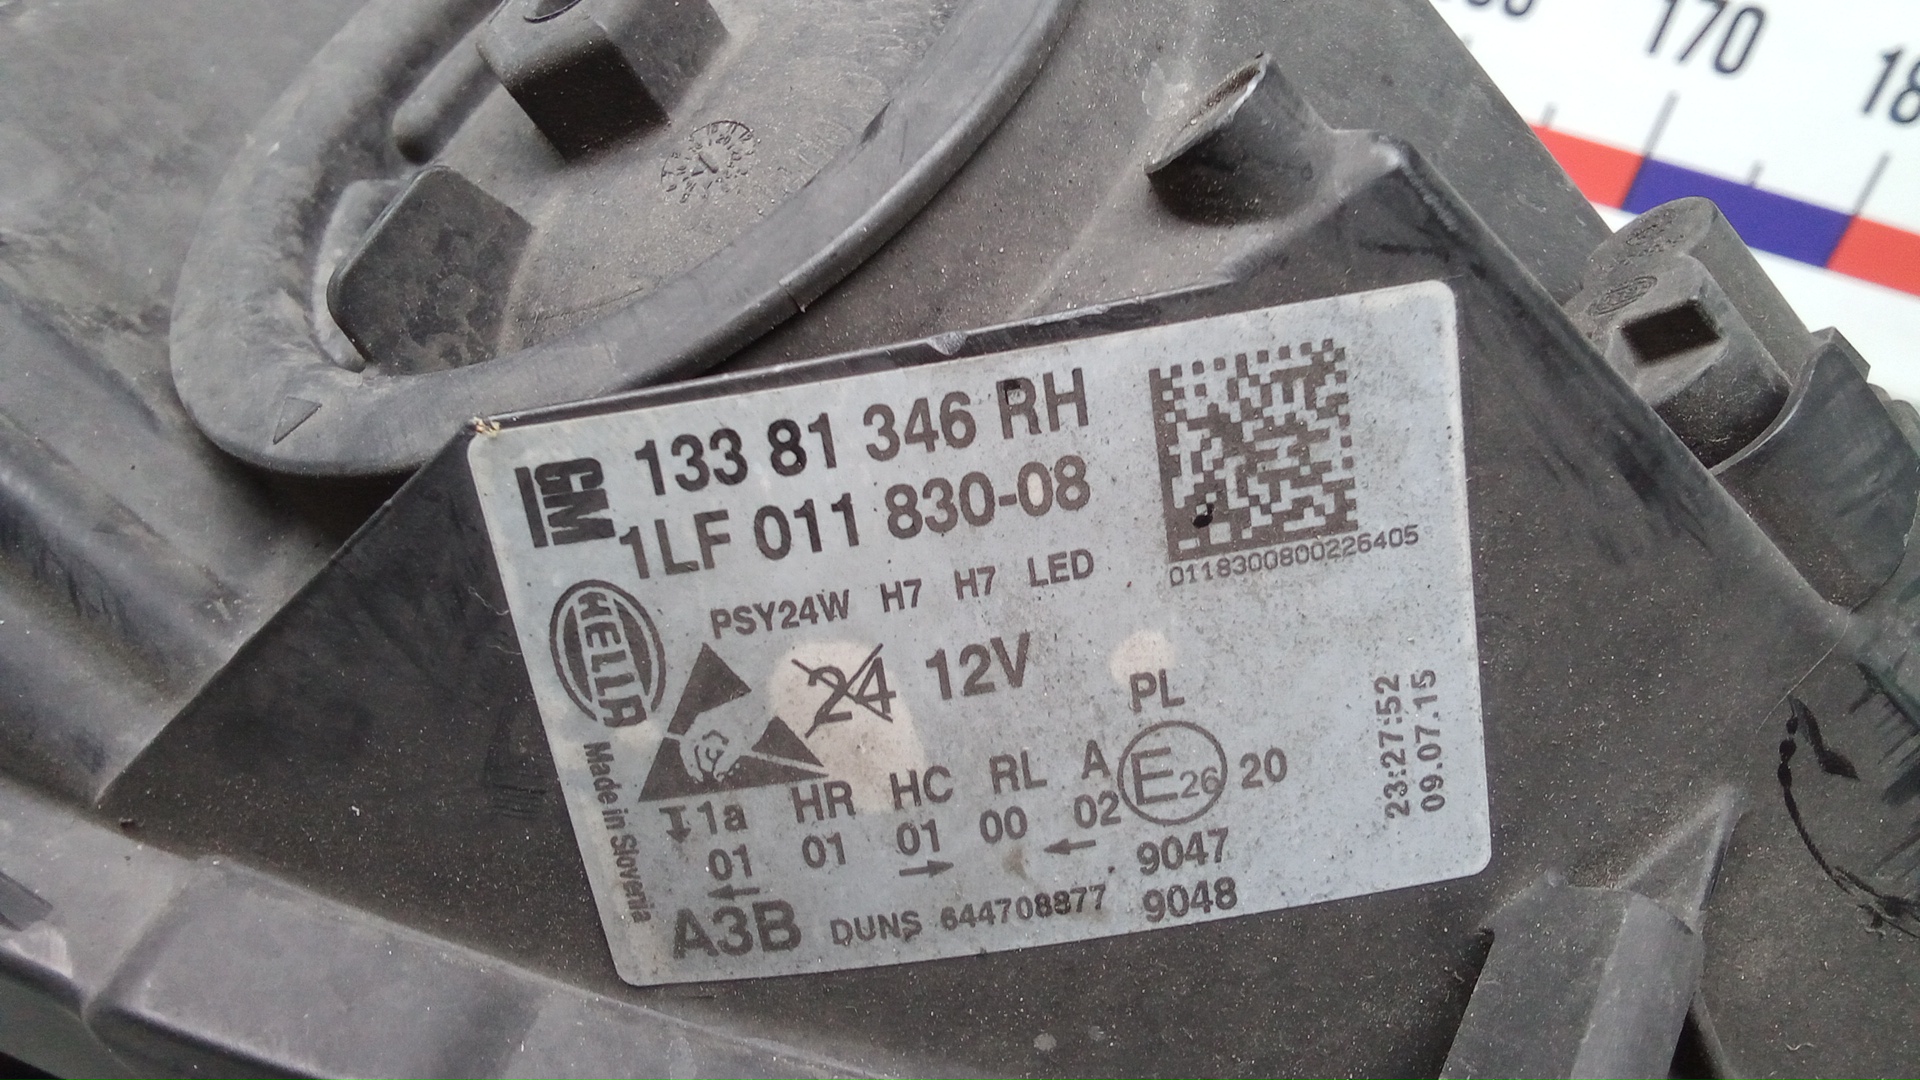 170
18
GM
133 81 346 RH
1LF 011 830-08
0118300800226405
HELLA
PSY24W H7 H7 LED
24 12V
PL
1a HR HC RL A E26 20
01 01 01 00 02
9047
9048
A3B DUNS 644708877
Made in Slovenia
23:27:52
09.07.15